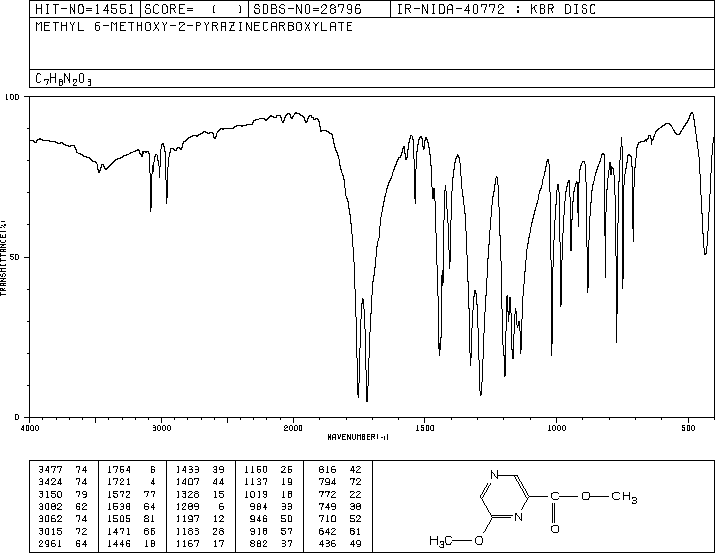 HIT-NO=14551 SCORE= ( ) SDBS-NO=28796 IR-NIDA-40772 : KBR DISC
METHYL 6-METHOXY-2-PYRAZINECARBOXYLATE
C7H8N2O3
100
50
0
TRANSMITTANCE(%)
4000 3000 2000 1500 1000 500
WAVENUMBER(-1)
3477 74 1754 6 1433 39 1160 26 816 42
3424 74 1721 4 1407 44 1137 19 794 72
3150 79 1572 77 1328 15 1019 18 772 22
3082 62 1538 64 1289 6 984 33 749 38
3062 74 1505 81 1197 12 946 50 710 52
3015 72 1471 66 1183 28 918 57 642 81
2961 64 1446 18 1167 17 882 37 436 49
N
N
C O CH3
O
H3C O